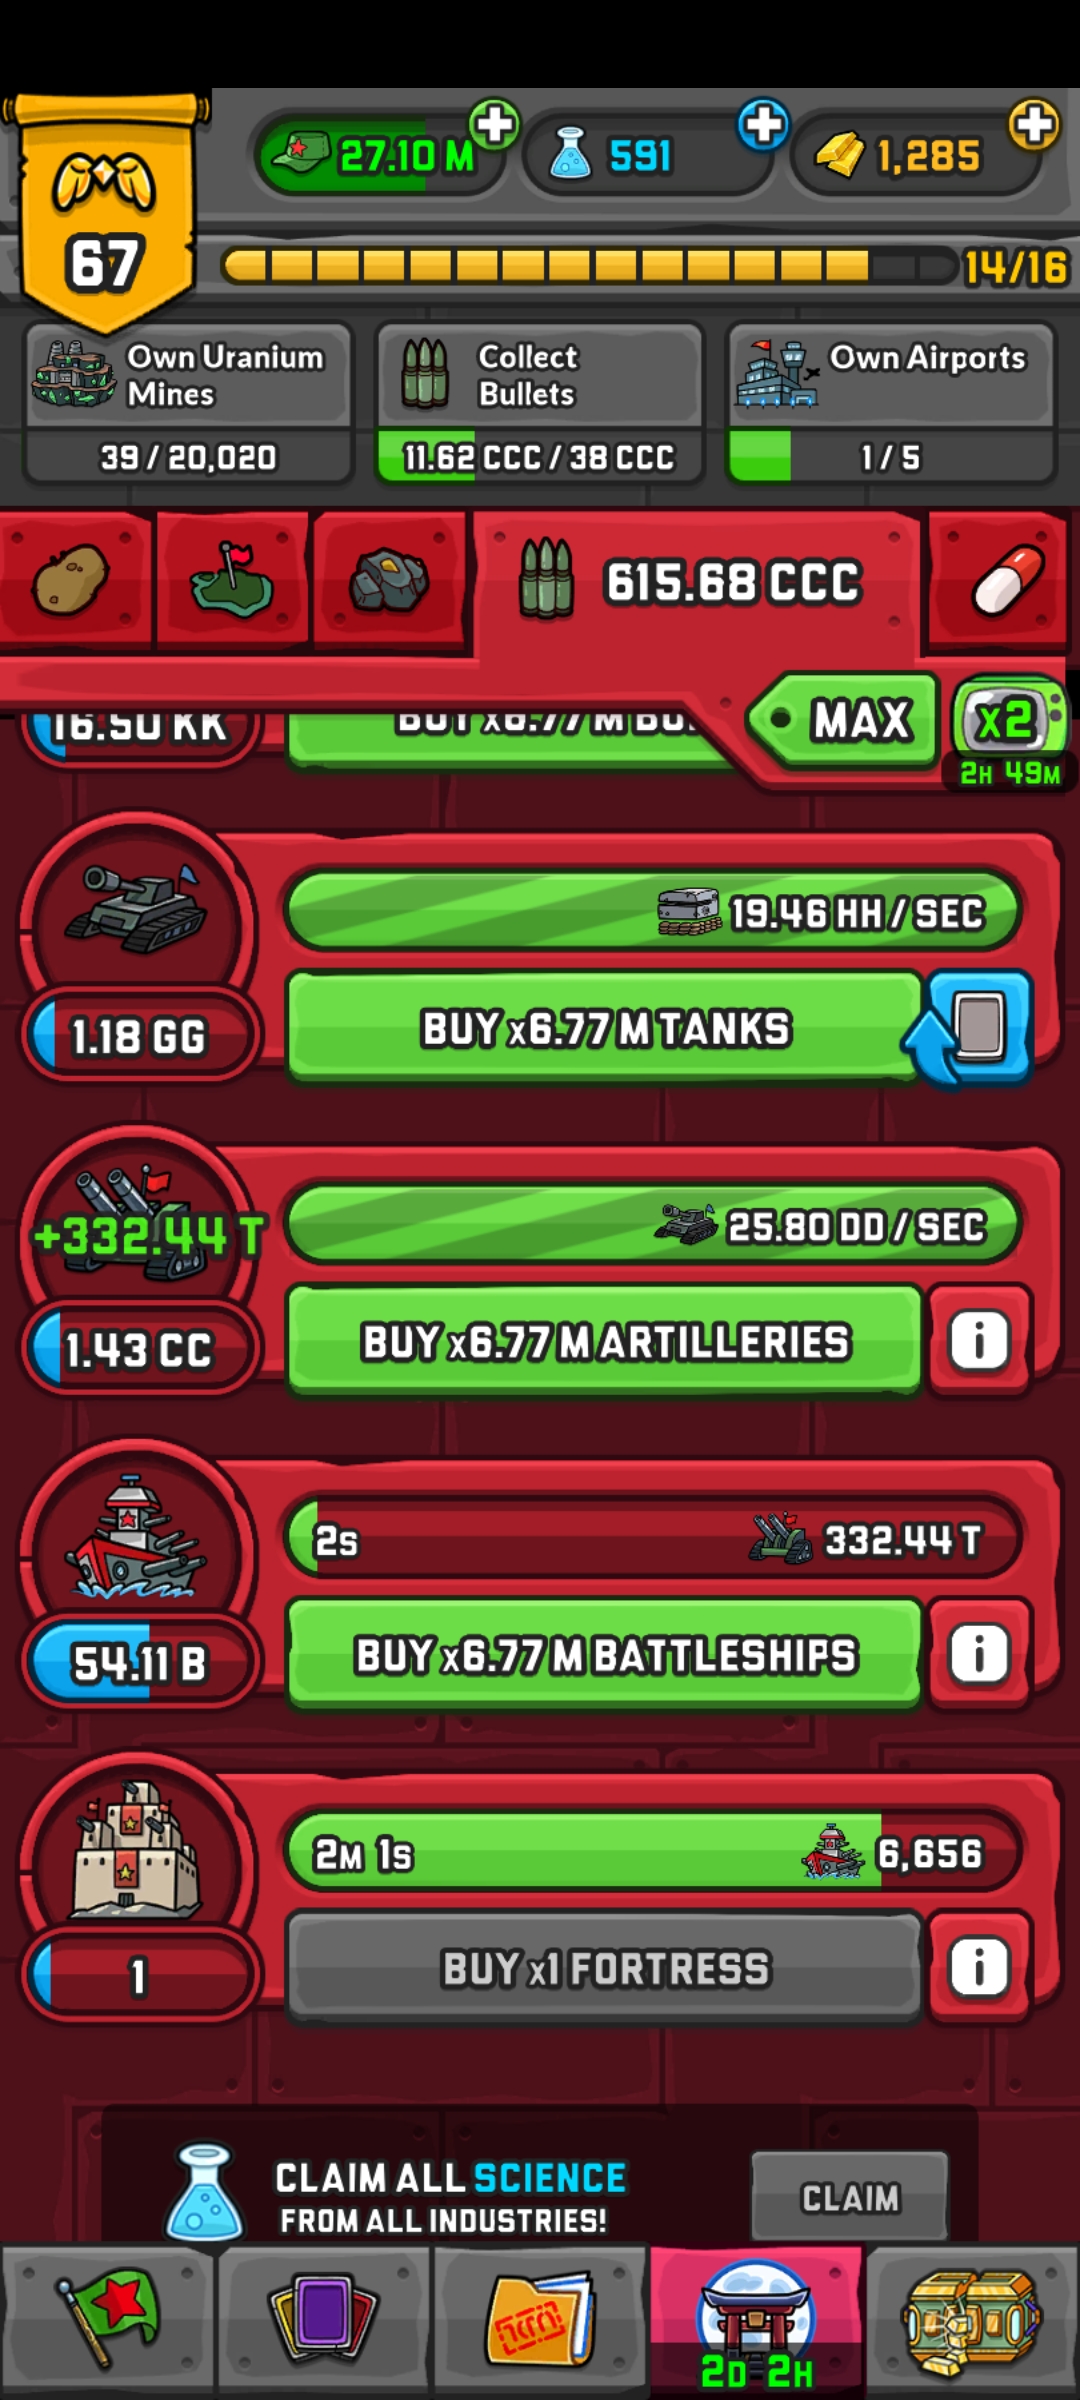 27.10 M
591
1,285
67
14/16
Own Uranium
Mines
39 / 20,020
Collect
Bullets
11.62 CCC / 38 CCC
Own Airports
1 / 5
615.68 CCC
MAX
x2
2H 49M
16.50 KK
BUY x6.77 M
19.46 HH / SEC
1.18 GG
BUY x6.77 M TANKS
+332.44 T
25.80 DD / SEC
1.43 CC
BUY x6.77 M ARTILLERIES
i
2S
332.44 T
54.11 B
BUY x6.77 M BATTLESHIPS
i
2M 1S
6,656
1
BUY x1 FORTRESS
i
CLAIM ALL SCIENCE
FROM ALL INDUSTRIES!
CLAIM
2D 2H